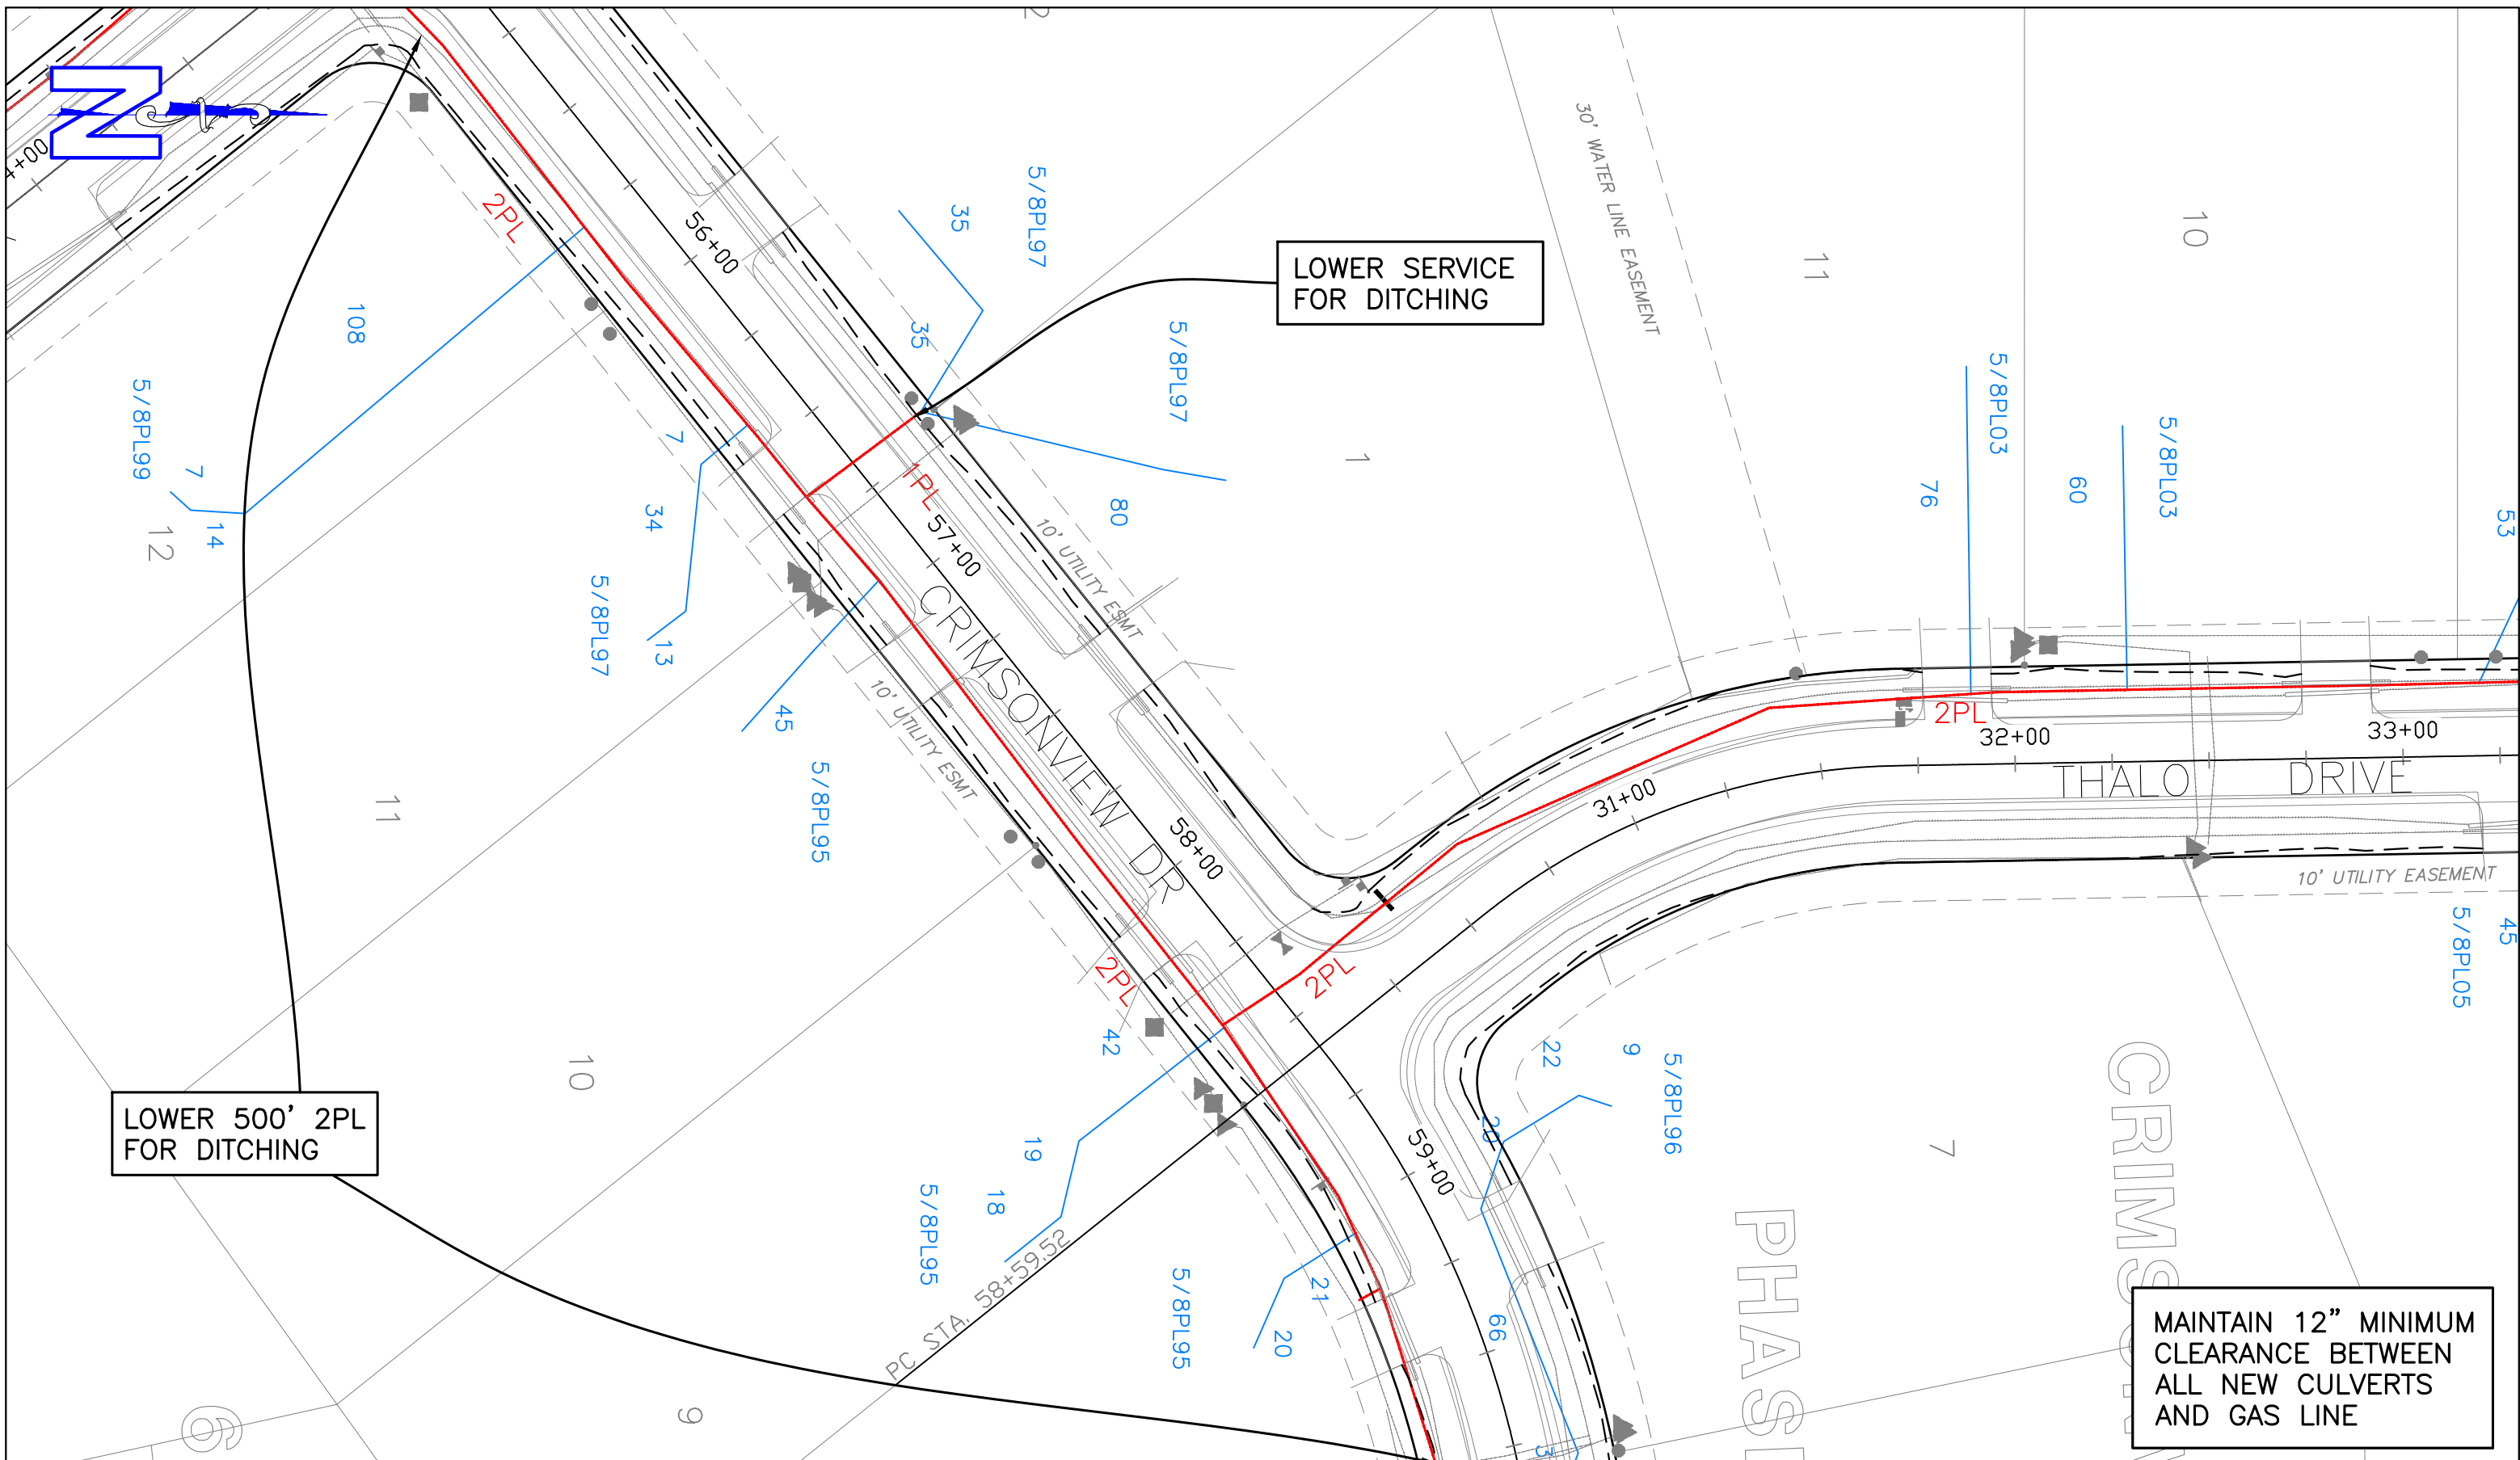 2
30' WATER LINE EASEMENT
10
11
5/8PL97
35
LOWER SERVICE
FOR DITCHING
2PL
56+00
+00
N
108
35
5/8PL97
5/8PL03
5/8PL03
60
76
53
5/8PL99
7
14
12
7
34
1PL
1
80
57+00
10' UTILITY ESMT
5/8PL97
13
CRIMSONVIEW DR
10' UTILITY ESMT
45
5/8PL95
2PL
32+00
33+00
THALO DRIVE
31+00
11
58+00
10' UTILITY EASEMENT
5/8PL05
45
2PL
2PL
42
10
22
9
5/8PL96
20
59+00
7
LOWER 500' 2PL
FOR DITCHING
19
18
5/8PL95
PC STA. 58+59.52
5/8PL95
21
20
66
3
9
6
PHAS
CRIMSON
MAINTAIN 12" MINIMUM
CLEARANCE BETWEEN
ALL NEW CULVERTS
AND GAS LINE